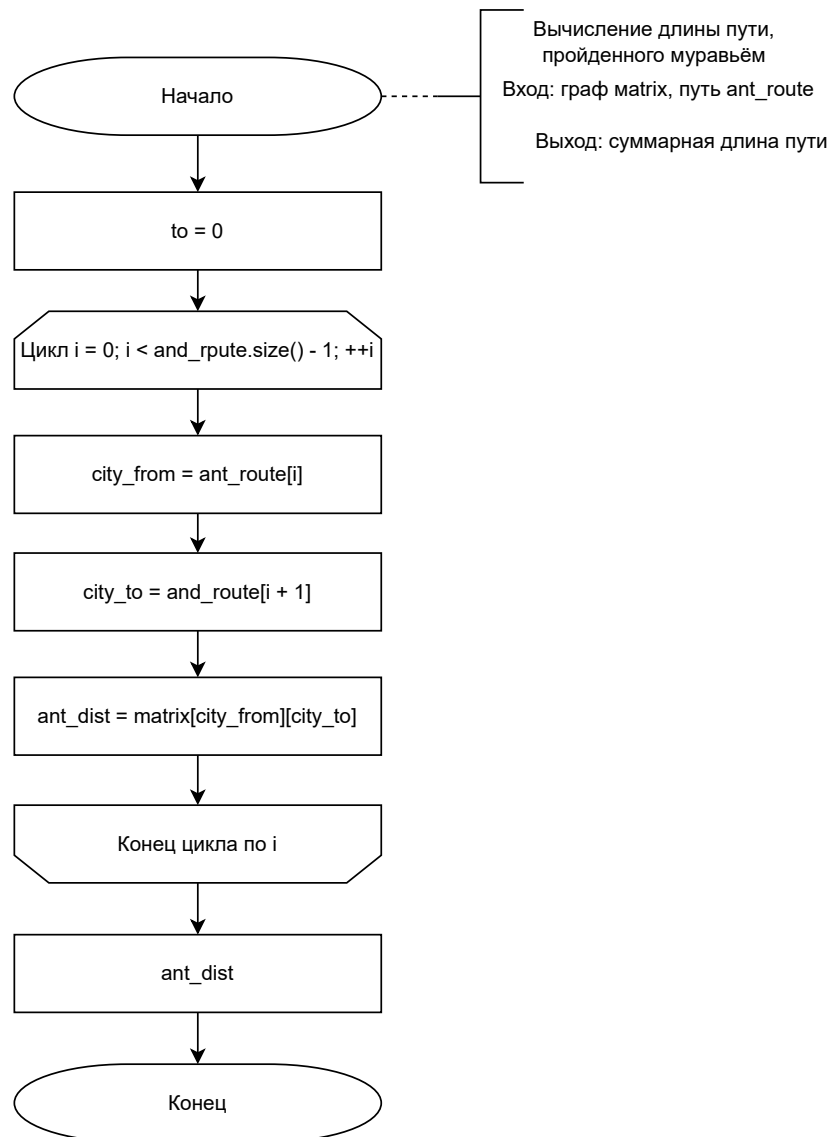 Начало
Вычисление длины пути,
пройденного муравьём
Вход: граф matrix, путь ant_route
Выход: суммарная длина пути
to = 0
Цикл i = 0; i < and_rpute.size() - 1; ++i
city_from = ant_route[i]
city_to = and_route[i + 1]
ant_dist = matrix[city_from][city_to]
Конец цикла по i
ant_dist
Конец